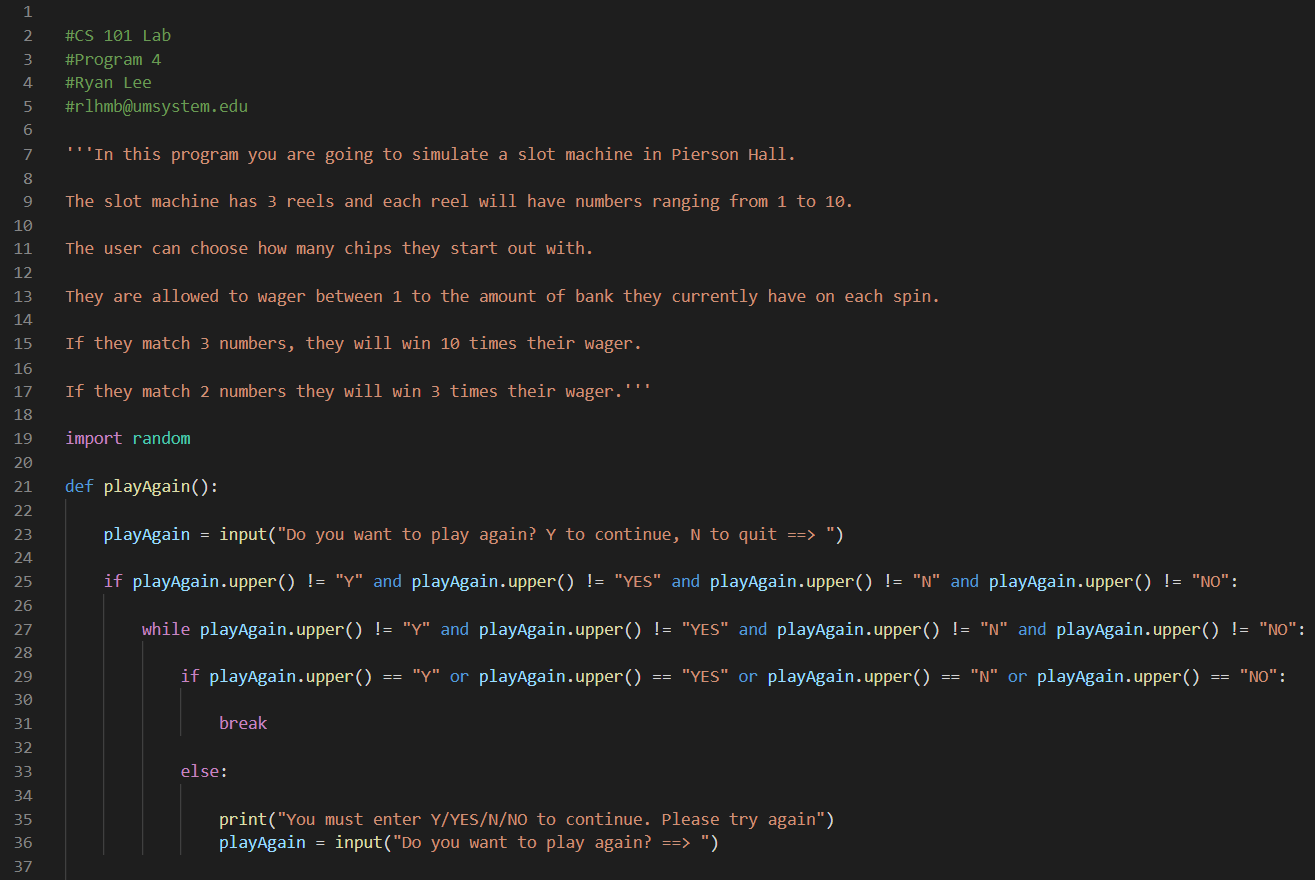 1
2 #CS 101 Lab
3 #Program 4
4 #Ryan Lee
5 #rlhmb@umsystem.edu
6
7 '''In this program you are going to simulate a slot machine in Pierson Hall.
8
9 The slot machine has 3 reels and each reel will have numbers ranging from 1 to 10.
10
11 The user can choose how many chips they start out with.
12
13 They are allowed to wager between 1 to the amount of bank they currently have on each spin.
14
15 If they match 3 numbers, they will win 10 times their wager.
16
17 If they match 2 numbers they will win 3 times their wager.'''
18
19 import random
20
21 def playAgain():
22
23     playAgain = input("Do you want to play again? Y to continue, N to quit ==> ")
24
25     if playAgain.upper() != "Y" and playAgain.upper() != "YES" and playAgain.upper() != "N" and playAgain.upper() != "NO":
26
27         while playAgain.upper() != "Y" and playAgain.upper() != "YES" and playAgain.upper() != "N" and playAgain.upper() != "NO":
28
29             if playAgain.upper() == "Y" or playAgain.upper() == "YES" or playAgain.upper() == "N" or playAgain.upper() == "NO":
30
31                 break
32
33             else:
34
35                 print("You must enter Y/YES/N/NO to continue. Please try again")
36                 playAgain = input("Do you want to play again? ==> ")
37